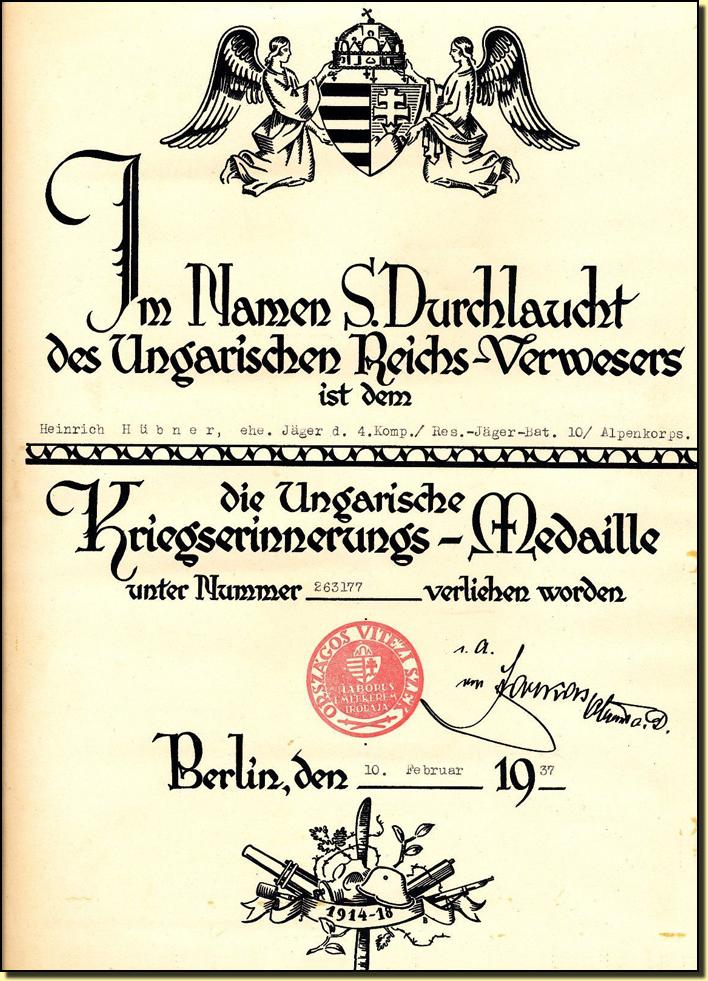 Im Namen S. Durchlaucht
des Ungarischen Reichs-Verwesers
ist dem
Heinrich H ü b n e r, ehe. Jäger d. 4.Komp./ Res.-Jäger-Bat. 10/ Alpenkorps.
die Ungarische
Kriegserinnerungs-Medaille
unter Nummer 263177 verliehen worden
ORSZÁGOS VITÉZI SZÉK
HÁBORUS
EMLÉKÉREM
IRODÁJA
i. A.
von
a. D.
Berlin, den 10. Februar 1937
1914-18